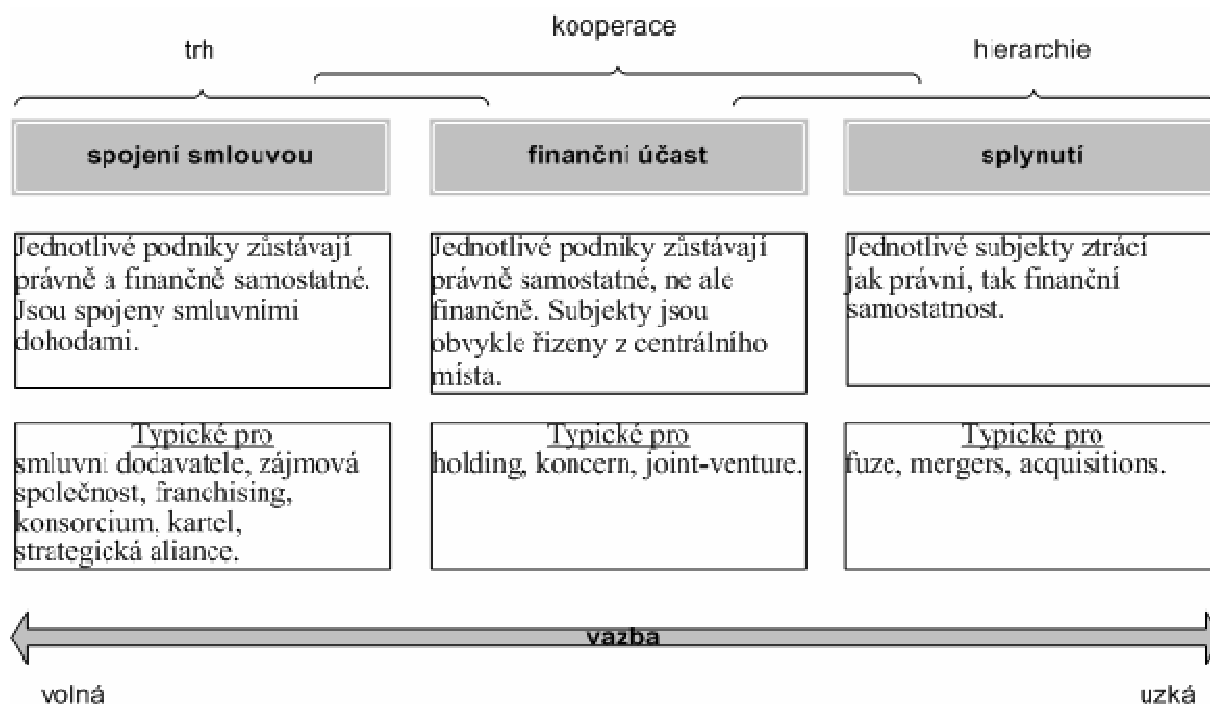 kooperace
trh
hierarchie
spojení smlouvou
finanční účast
splynutí
Jednotlivé podniky zůstávají
právně a finančně samostatné.
Jsou spojeny smluvními
dohodami.
Jednotlivé podniky zůstávají
právně samostatné, ne ale
finančně. Subjekty jsou
obvykle řízeny z centrálního
místa.
Jednotlivé subjekty ztrácí
jak právní, tak finanční
samostatnost.
Typické pro
smluvní dodavatele, zájmová
společnost, franchising,
konsorcium, kartel,
strategická aliance.
Typické pro
holding, koncern, joint-venture.
Typické pro
fuze, mergers, acquisitions.
vazba
volná
uzká